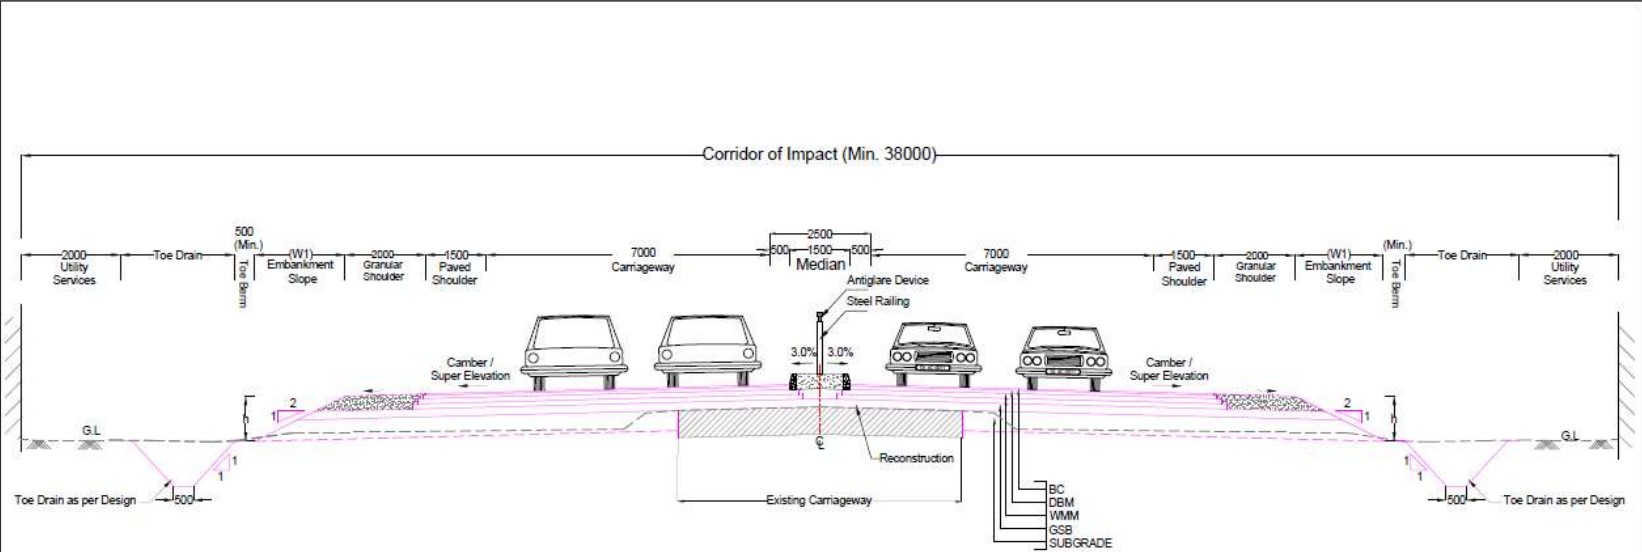 Corridor of Impact (Min. 38000)
500
(Min.)
2500
(Min.)
2000
Utility
Services
Toe Drain
Toe Berm
(W1)
Embankment
Slope
2000
Granular
Shoulder
1500
Paved
Shoulder
7000
Carriageway
500
1500
500
Median
7000
Carriageway
1500
Paved
Shoulder
2000
Granular
Shoulder
(W1)
Embankment
Slope
Toe Berm
Toe Drain
2000
Utility
Services
Antiglare Device
Steel Railing
3.0%
3.0%
Camber /
Super Elevation
Camber /
Super Elevation
2
1
h
2
1
h
G.L
G.L
℄
1
1
1
1
Reconstruction
Toe Drain as per Design
500
Existing Carriageway
500
Toe Drain as per Design
BC
DBM
WMM
GSB
SUBGRADE